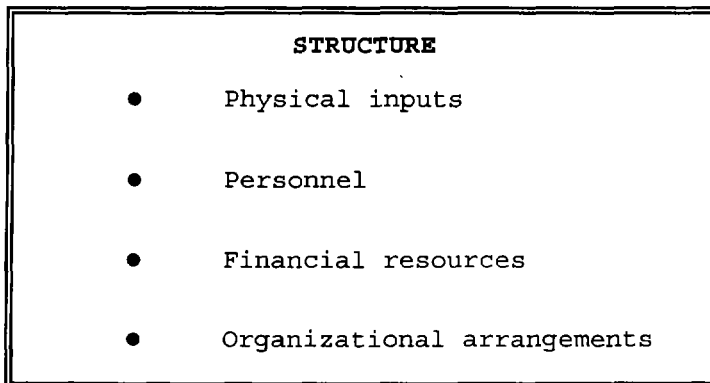 STRUCTURE
● Physical inputs
● Personnel
● Financial resources
● Organizational arrangements